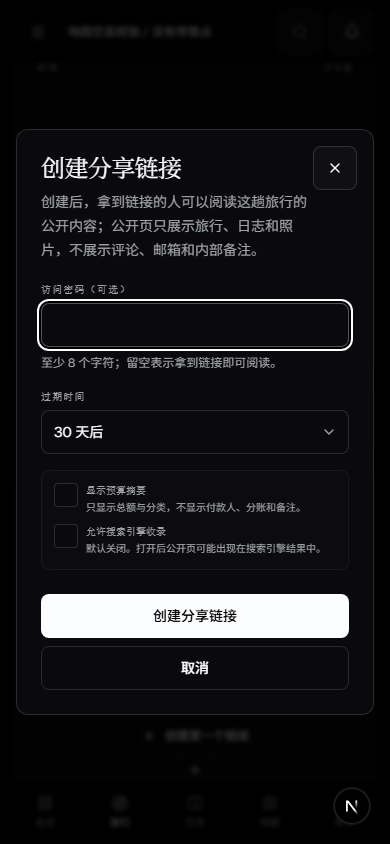 创建分享链接
创建后，拿到链接的人可以阅读这趟旅行的
公开内容；公开页只展示旅行、日志和照
片，不展示评论、邮箱和内部备注。
访问密码（可选）
至少 8 个字符；留空表示拿到链接即可阅读。
过期时间
30 天后
显示预算摘要
只显示总额与分类，不显示付款人、分账和备注。
允许搜索引擎收录
默认关闭。打开后公开页可能出现在搜索引擎结果中。
创建分享链接
取消
N